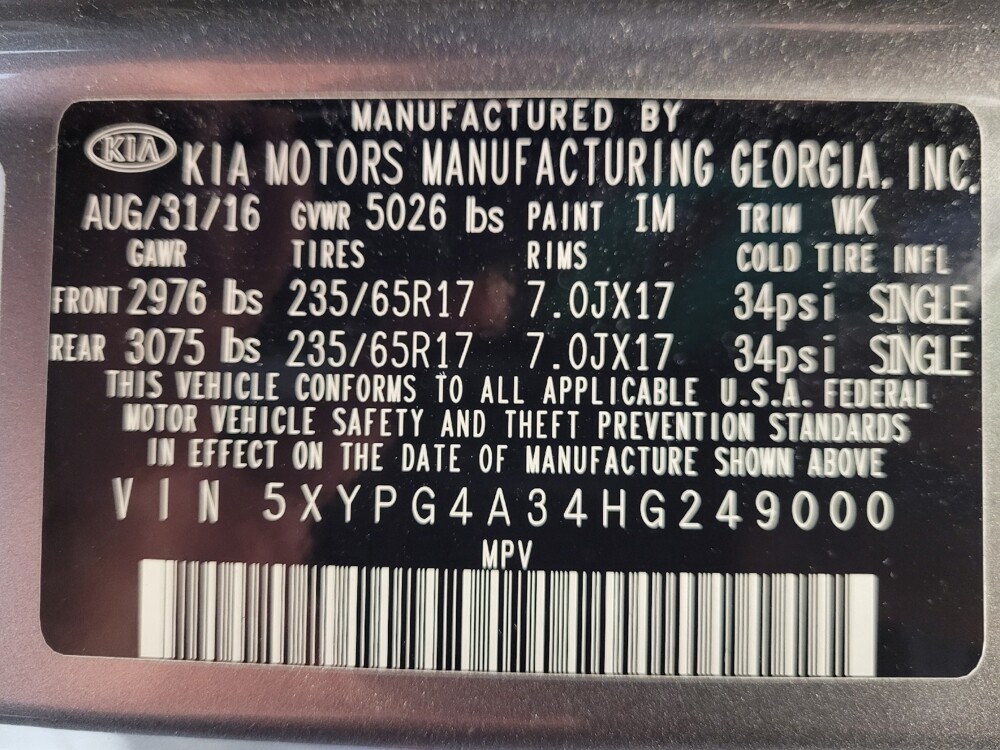 MANUFACTURED BY
KIA KIA MOTORS MANUFACTURING GEORGIA. INC.
AUG/31/16 GVWR 5026 lbs PAINT IM TRIM WK
GAWR TIRES RIMS COLD TIRE INFL
FRONT 2976 lbs 235/65R17 7.0JX17 34psi SINGLE
REAR 3075 lbs 235/65R17 7.0JX17 34psi SINGLE
THIS VEHICLE CONFORMS TO ALL APPLICABLE U.S.A. FEDERAL
MOTOR VEHICLE SAFETY AND THEFT PREVENTION STANDARDS
IN EFFECT ON THE DATE OF MANUFACTURE SHOWN ABOVE
VIN 5XYPG4A34HG249000
MPV